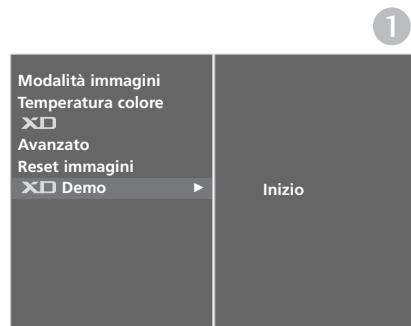 1
Modalità immagini
Temperatura colore
XD
Avanzato
Reset immagini
XD Demo ►
Inizio